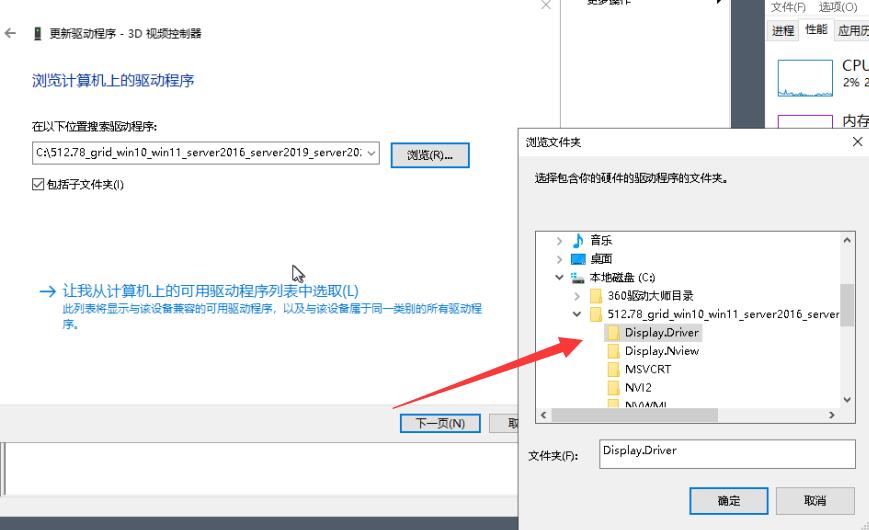 更多操作
文件(F) 选项(O)
进程 性能 应用历
CPU
2% 2
内存
更新驱动程序 - 3D 视频控制器
浏览计算机上的驱动程序
在以下位置搜索驱动程序:
C:\512.78_grid_win10_win11_server2016_server2019_server20
浏览(R)...
包括子文件夹(I)
让我从计算机上的可用驱动程序列表中选取(L)
此列表将显示与该设备兼容的可用驱动程序，以及与该设备属于同一类别的所有驱动程
序。
下一页(N)
取
浏览文件夹
选择包含你的硬件的驱动程序的文件夹。
音乐
桌面
本地磁盘 (C:)
360驱动大师目录
512.78_grid_win10_win11_server2016_server
Display.Driver
Display.Nview
MSVCRT
NVI2
NVWMI
文件夹(F):
Display.Driver
确定
取消